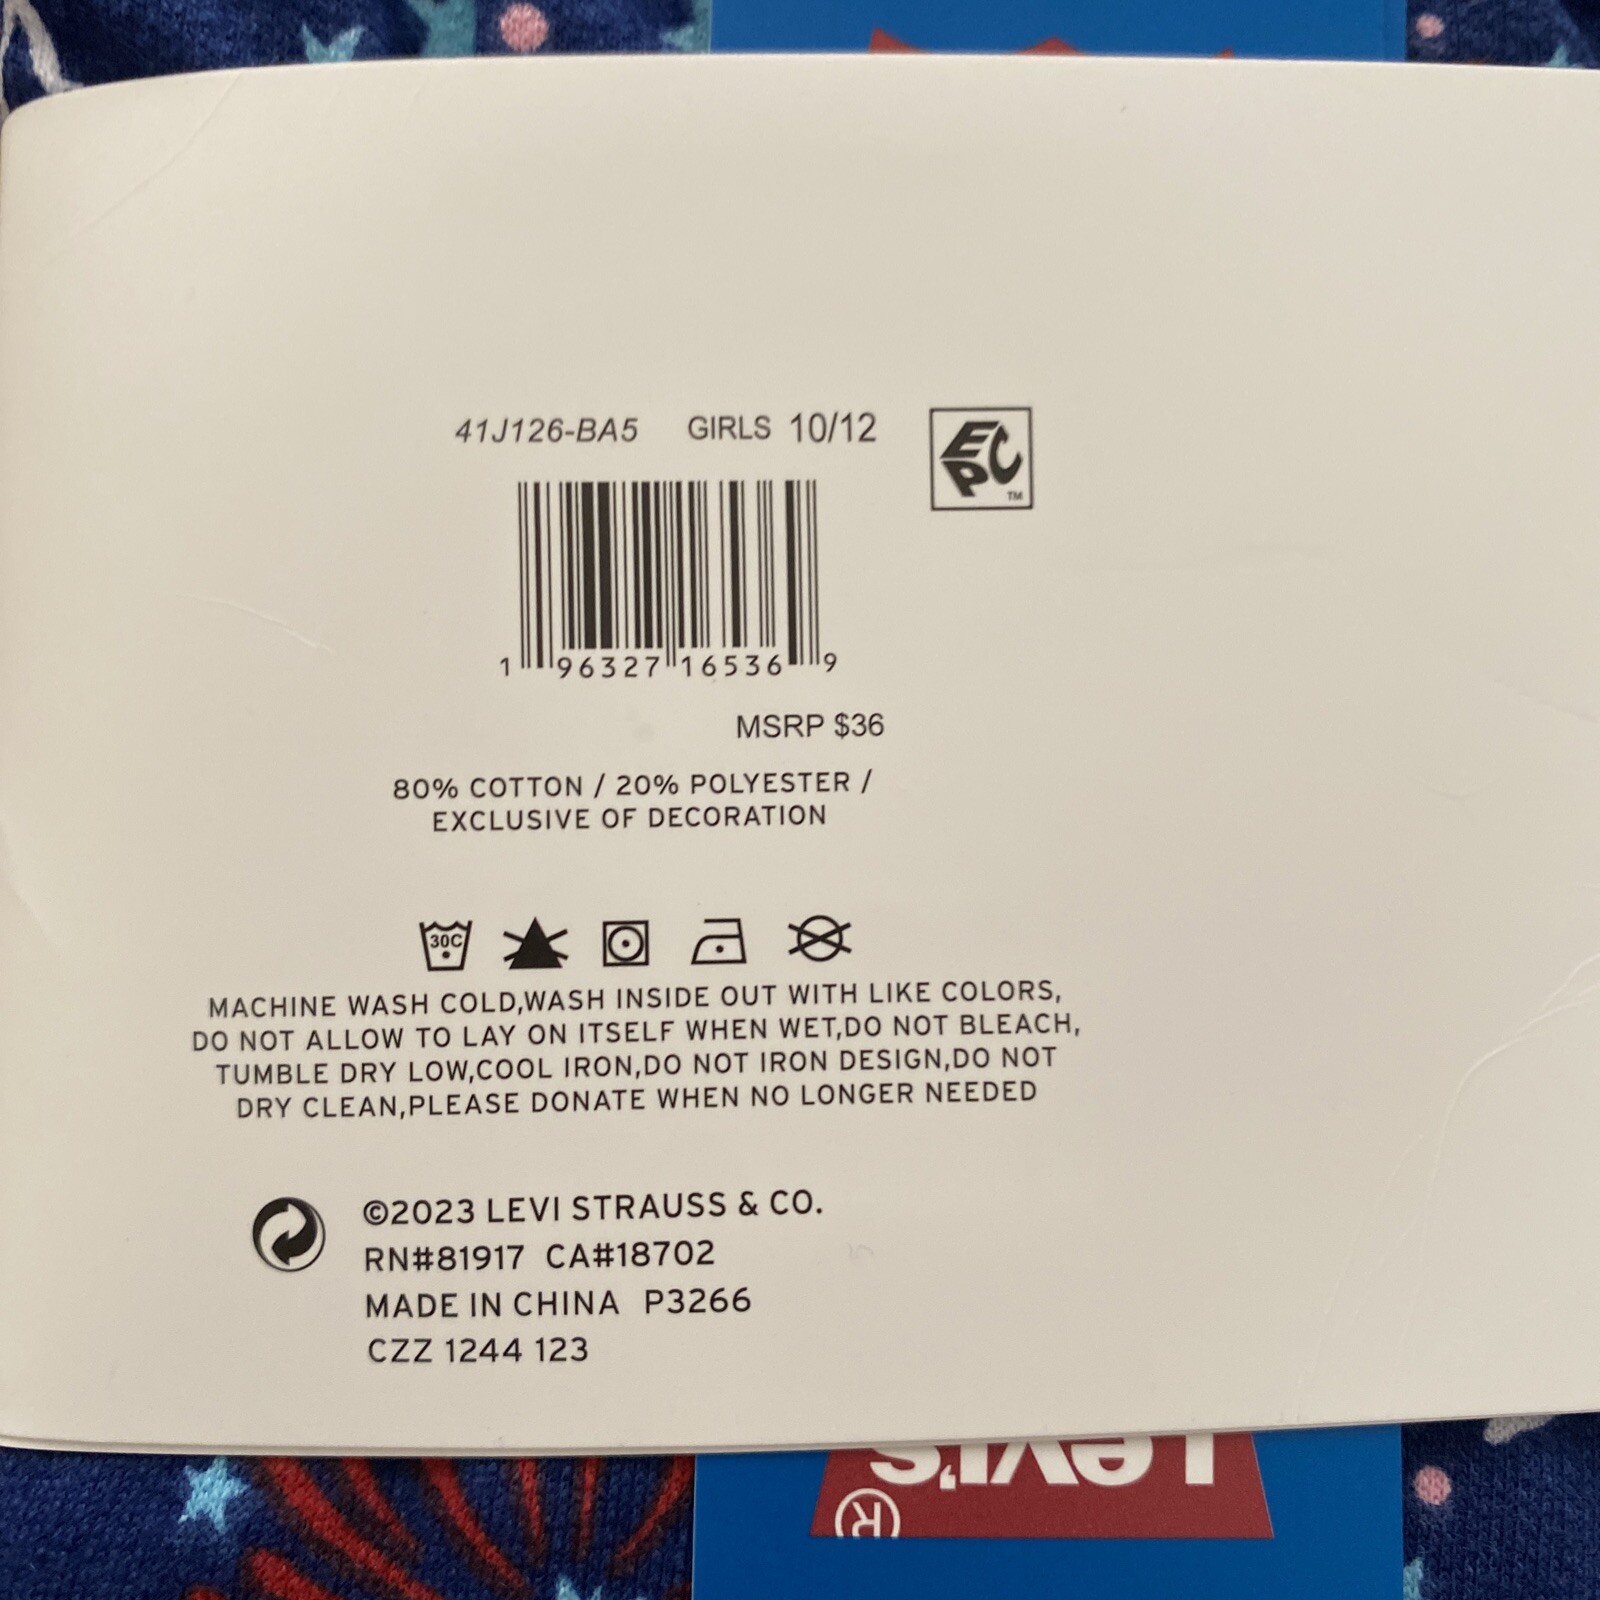 41J126-BA5 GIRLS 10/12
EPC TM
1 96327 16536 9
MSRP $36
80% COTTON / 20% POLYESTER /
EXCLUSIVE OF DECORATION
30C
MACHINE WASH COLD,WASH INSIDE OUT WITH LIKE COLORS,
DO NOT ALLOW TO LAY ON ITSELF WHEN WET,DO NOT BLEACH,
TUMBLE DRY LOW,COOL IRON,DO NOT IRON DESIGN,DO NOT
DRY CLEAN,PLEASE DONATE WHEN NO LONGER NEEDED
©2023 LEVI STRAUSS & CO.
RN#81917 CA#18702
MADE IN CHINA P3266
CZZ 1244 123
Levi's ®